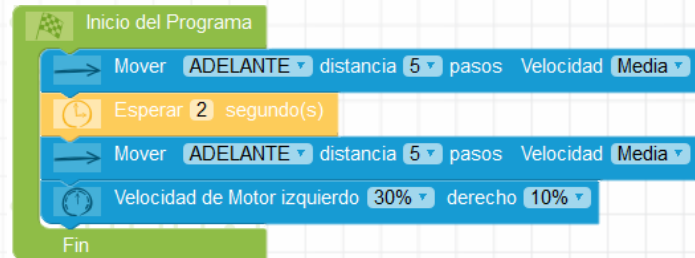 Inicio del Programa
Mover ADELANTE distancia 5 pasos Velocidad Media
Esperar 2 segundo(s)
Mover ADELANTE distancia 5 pasos Velocidad Media
Velocidad de Motor izquierdo 30% derecho 10%
Fin